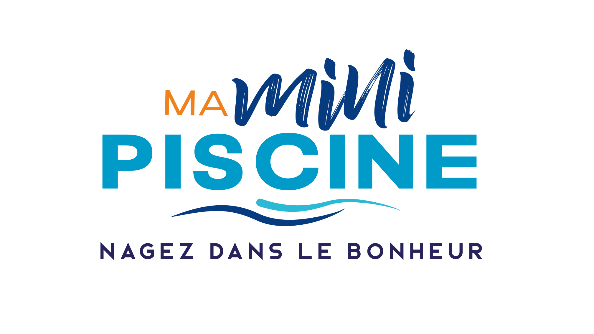 MA mini
PISCINE
NAGEZ DANS LE BONHEUR